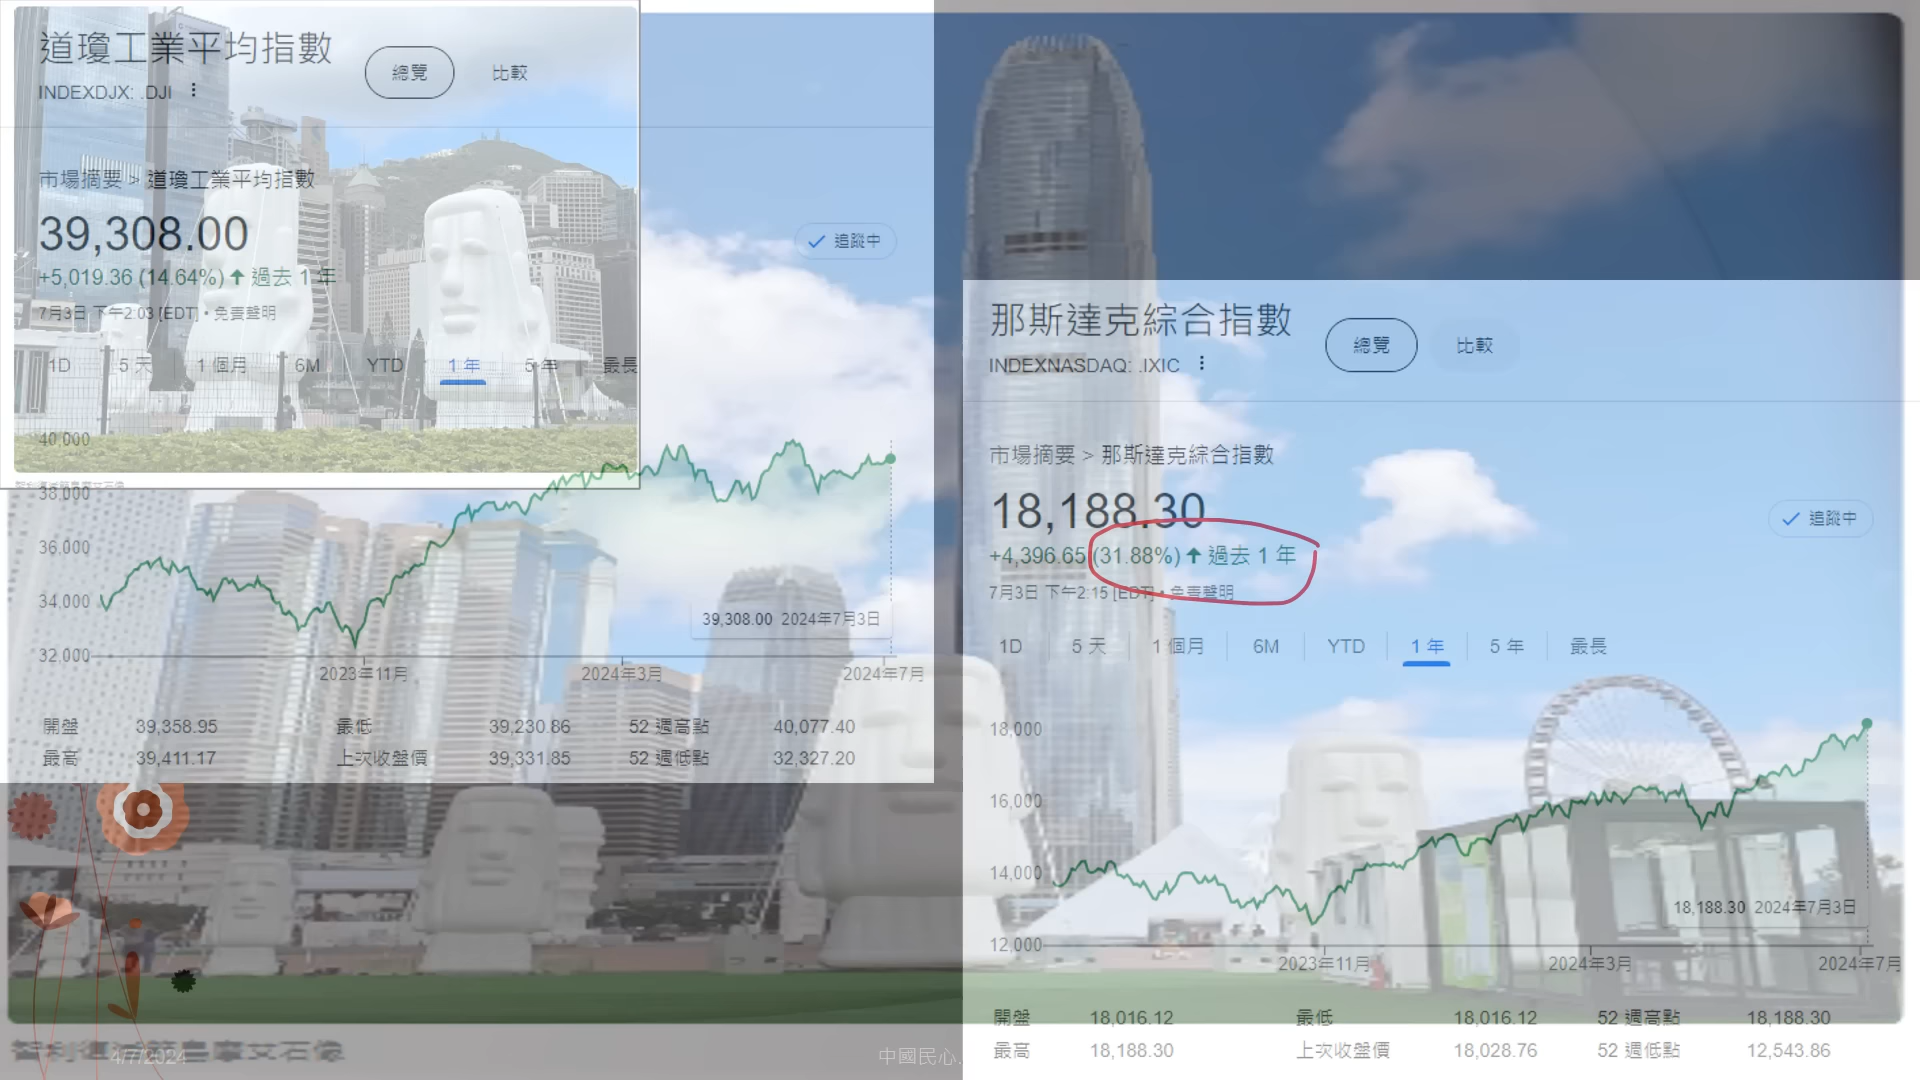 道瓊工業平均指數
總覽
比較
INDEXDJX: .DJI
市場摘要 > 道瓊工業平均指數
39,308.00
追蹤中
+5,019.36 (14.64%) 過去 1 年
7月3日 下午2:03 [EDT] • 免責聲明
1D
5 天
1 個月
6M
YTD
1 年
5 年
最長
40,000
38,000
36,000
34,000
32,000
39,308.00 2024年7月3日
2023年11月
2024年3月
2024年7月
開盤 39,358.95 最低 39,230.86 52 週高點 40,077.40
最高 39,411.17 上次收盤價 39,331.85 52 週低點 32,327.20
那斯達克綜合指數
總覽
比較
INDEXNASDAQ: .IXIC
市場摘要 > 那斯達克綜合指數
18,188.30
追蹤中
+4,396.65 (31.88%) 過去 1 年
7月3日 下午2:15 [EDT] • 免責聲明
1D
5 天
1 個月
6M
YTD
1 年
5 年
最長
18,000
16,000
14,000
12,000
18,188.30 2024年7月3日
2023年11月
2024年3月
2024年7月
開盤 18,016.12 最低 18,016.12 52 週高點 18,188.30
最高 18,188.30 上次收盤價 18,028.76 52 週低點 12,543.86
4/7/2024
中國民心.